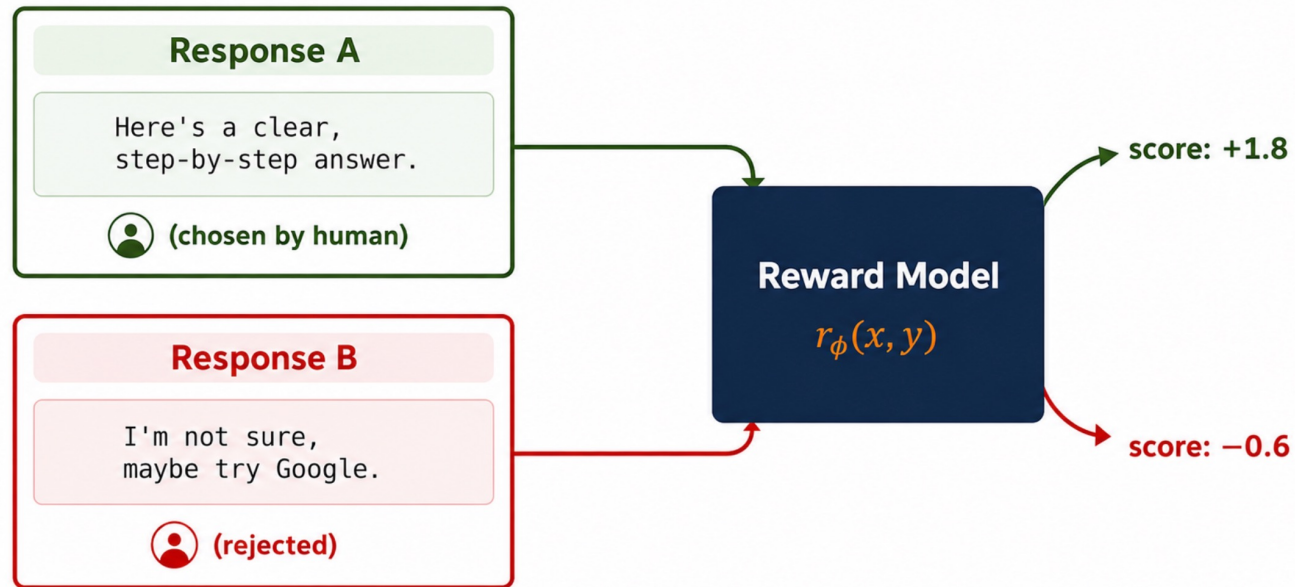 Response A
Here's a clear,
step-by-step answer.
(chosen by human)
Response B
I'm not sure,
maybe try Google.
(rejected)
Reward Model
r_ϕ(x, y)
score: +1.8
score: −0.6